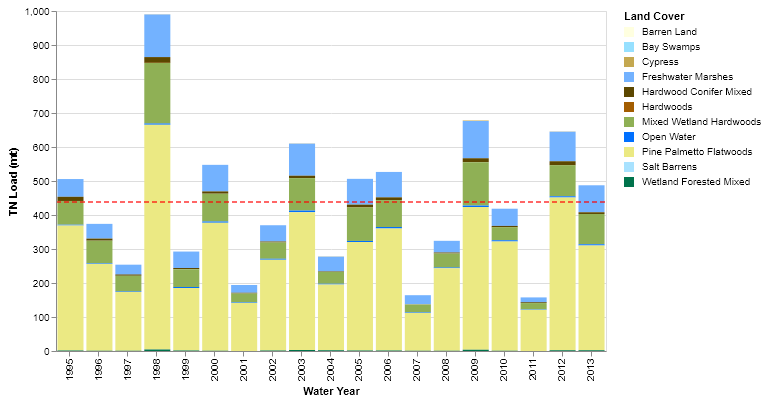 1,000
900
800
700
600
500
400
300
200
100
0
TN Load (mt)
1995 1996 1997 1998 1999 2000 2001 2002 2003 2004 2005 2006 2007 2008 2009 2010 2011 2012 2013
Water Year
Land Cover
Barren Land
Bay Swamps
Cypress
Freshwater Marshes
Hardwood Conifer Mixed
Hardwoods
Mixed Wetland Hardwoods
Open Water
Pine Palmetto Flatwoods
Salt Barrens
Wetland Forested Mixed